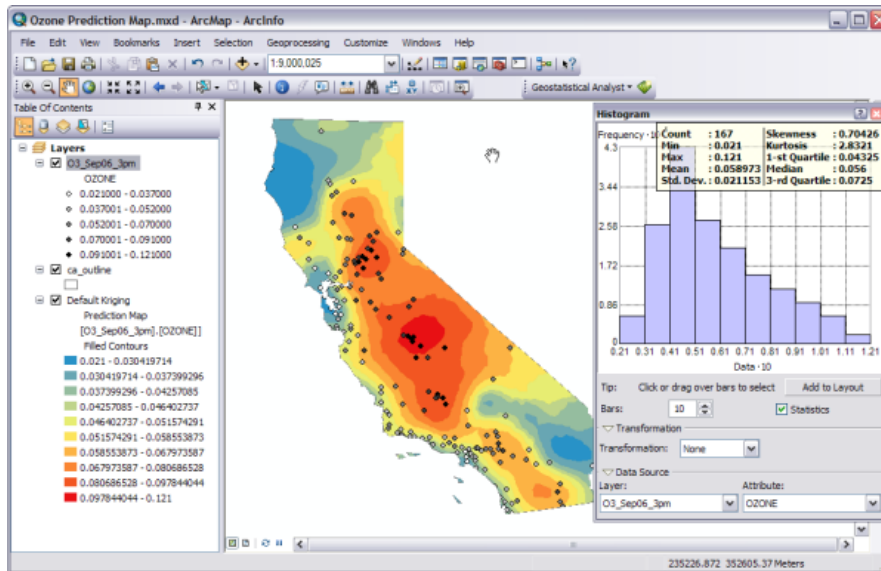 Ozone Prediction Map.mxd - ArcMap - ArcInfo
File Edit View Bookmarks Insert Selection Geoprocessing Customize Windows Help
1:9,000,025
Geostatistical Analyst
Table Of Contents
Layers
O3_Sep06_3pm
OZONE
0.021000 - 0.037000
0.037001 - 0.052000
0.052001 - 0.070000
0.070001 - 0.091000
0.091001 - 0.121000
ca_outline
Default Kriging
Prediction Map
[O3_Sep06_3pm].[OZONE]]
Filled Contours
0.021 - 0.030419714
0.030419714 - 0.037399296
0.037399296 - 0.04257085
0.04257085 - 0.046402737
0.046402737 - 0.051574291
0.051574291 - 0.058553873
0.058553873 - 0.067973587
0.067973587 - 0.080686528
0.080686528 - 0.097844044
0.097844044 - 0.121
Histogram
Frequency · 10
Count : 167 Skewness : 0.70426
Min : 0.021 Kurtosis : 2.8321
Max : 0.121 1-st Quartile : 0.04325
Mean : 0.058973 Median : 0.056
Std. Dev. : 0.021153 3-rd Quartile : 0.0725
4.3
3.44
2.58
1.72
0.86
0
0.21 0.31 0.41 0.51 0.61 0.71 0.81 0.91 1.01 1.11 1.21
Data · 10
Tip: Click or drag over bars to select Add to Layout
Bars: 10 Statistics
Transformation
Transformation: None
Data Source
Layer: Attribute:
O3_Sep06_3pm OZONE
235226.872 352605.37 Meters